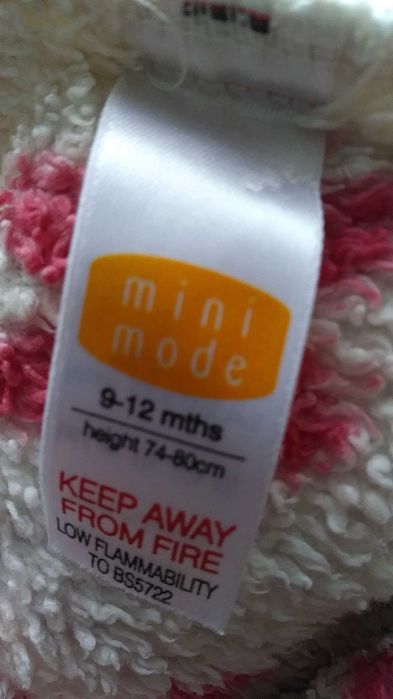 mini
mode
9-12 mths
height 74-80cm
KEEP AWAY
FROM FIRE
LOW FLAMMABILITY
TO BS5722